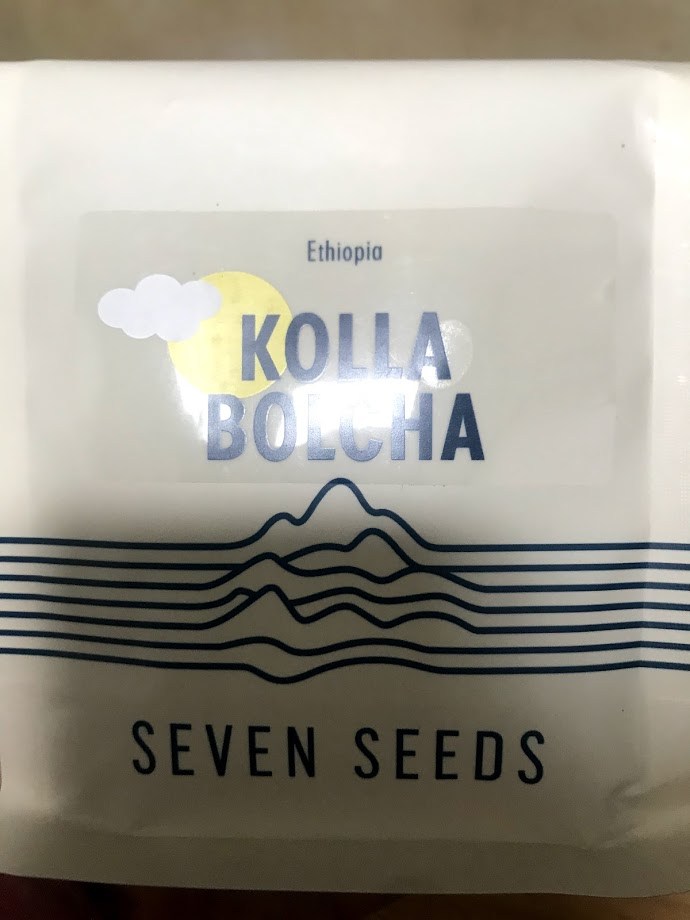 Ethiopia
KOLLA
BOLCHA
SEVEN SEEDS